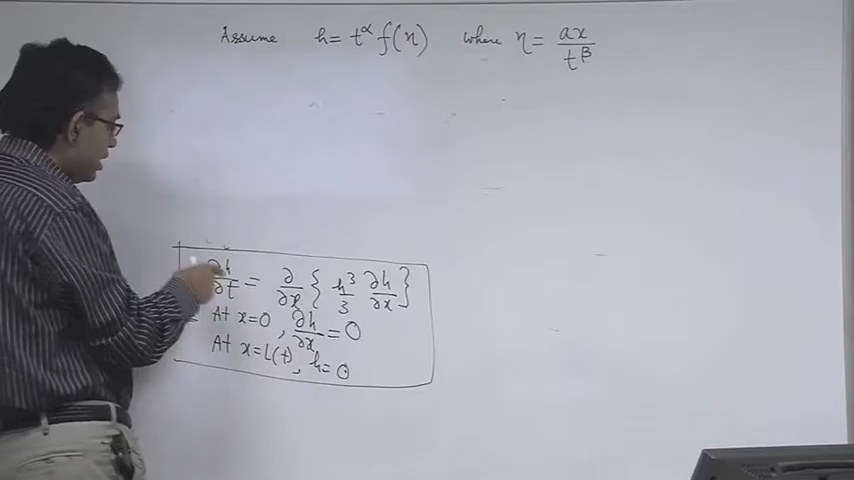 Assume h = t^α f(η) where η = ax/t^β
∂h/∂t = ∂/∂x { h³/3 ∂h/∂x }
At x=0, ∂h/∂x = 0
At x=L(t), h=0